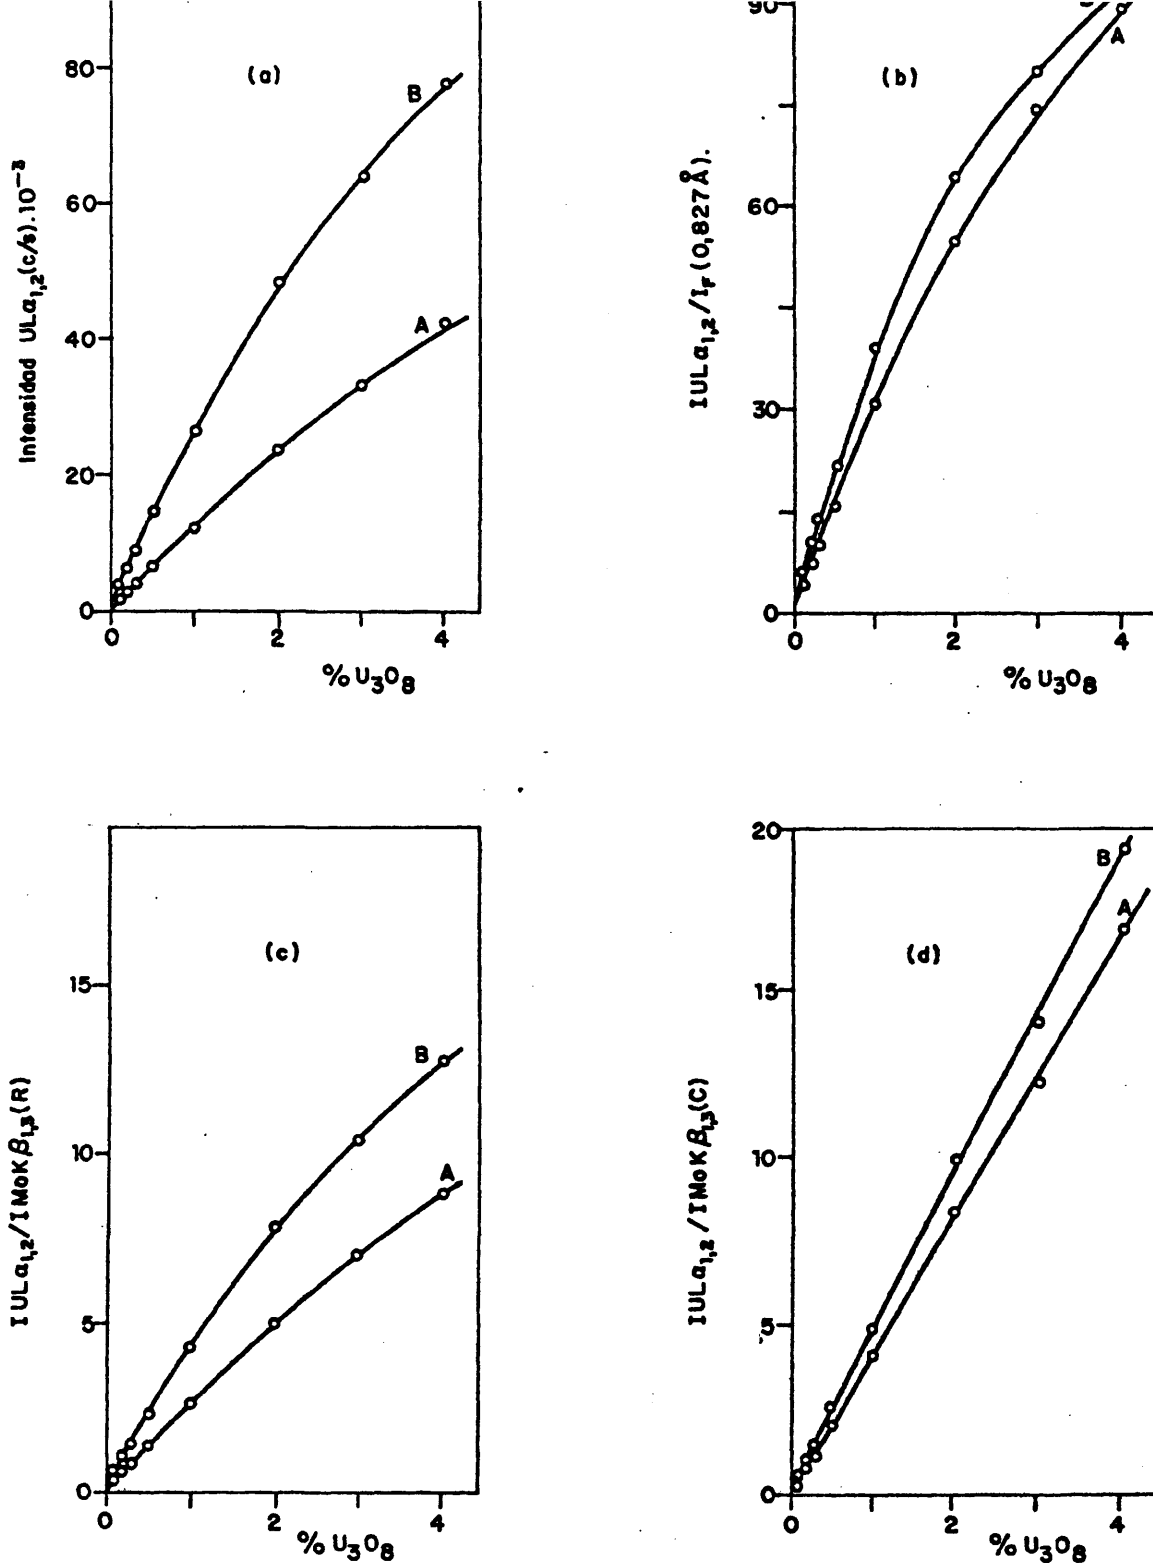 (a)
80
60
40
20
0
0 2 4
B
A
Intensidad ULα1,2(c/s).10⁻³
% U3O8
(b)
90
60
30
0
0 2 4
A
IULα1,2/IF(0,827Å).
% U3O8
(c)
15
10
5
0
0 2 4
B
A
IULα1,2/IMoKβ1,3(R)
% U3O8
(d)
20
15
10
5
0
0 2 4
B
A
IULα1,2/IMoKβ1,3(C)
% U3O8